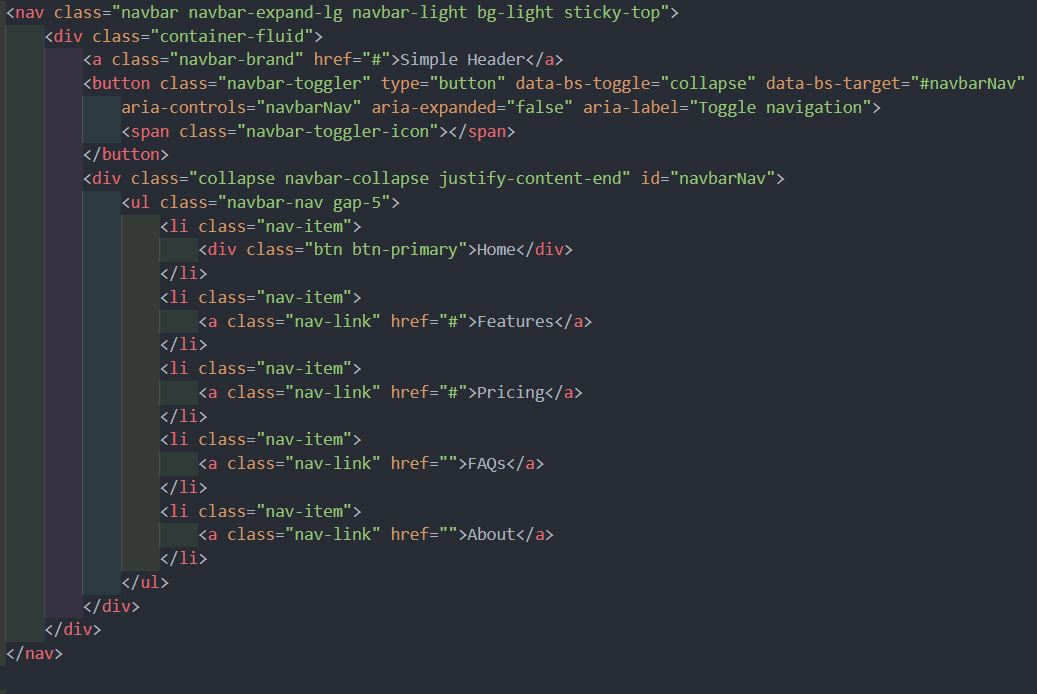 <nav class="navbar navbar-expand-lg navbar-light bg-light sticky-top">
    <div class="container-fluid">
        <a class="navbar-brand" href="#">Simple Header</a>
        <button class="navbar-toggler" type="button" data-bs-toggle="collapse" data-bs-target="#navbarNav"
            aria-controls="navbarNav" aria-expanded="false" aria-label="Toggle navigation">
            <span class="navbar-toggler-icon"></span>
        </button>
        <div class="collapse navbar-collapse justify-content-end" id="navbarNav">
            <ul class="navbar-nav gap-5">
                <li class="nav-item">
                    <div class="btn btn-primary">Home</div>
                </li>
                <li class="nav-item">
                    <a class="nav-link" href="#">Features</a>
                </li>
                <li class="nav-item">
                    <a class="nav-link" href="#">Pricing</a>
                </li>
                <li class="nav-item">
                    <a class="nav-link" href="">FAQs</a>
                </li>
                <li class="nav-item">
                    <a class="nav-link" href="">About</a>
                </li>
            </ul>
        </div>
    </div>
</nav>